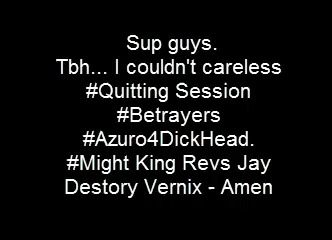 Sup guys.
Tbh... I couldn't careless
#Quitting Session
#Betrayers
#Azuro4DickHead.
#Might King Revs Jay
Destory Vernix - Amen